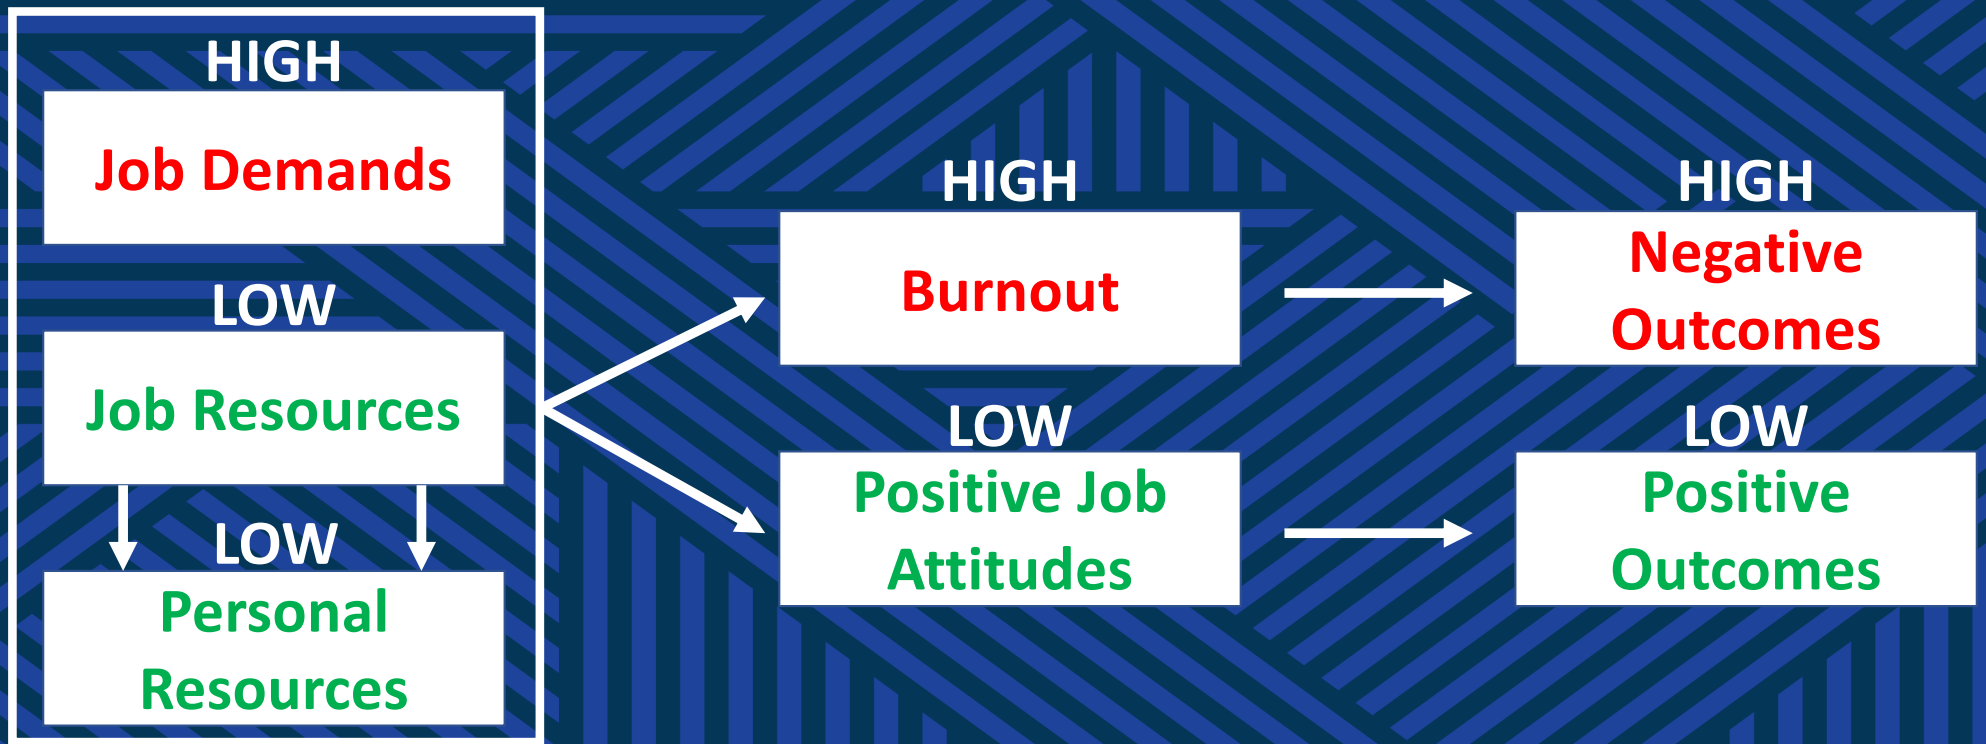 HIGH
Job Demands
LOW
Job Resources
LOW
Personal
Resources
HIGH
Burnout
LOW
Positive Job
Attitudes
HIGH
Negative
Outcomes
LOW
Positive
Outcomes